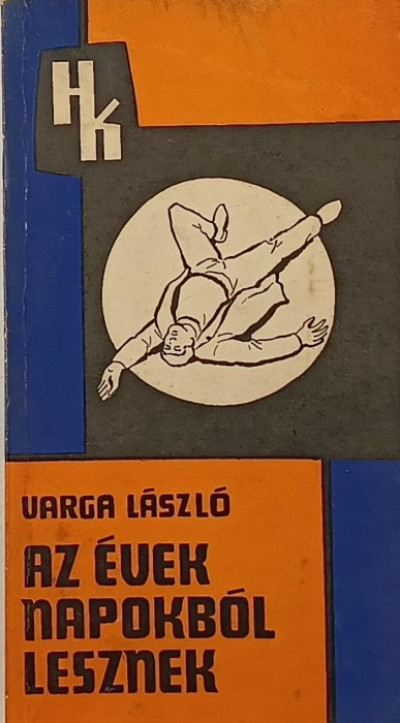 HK
VARGA LÁSZLÓ
AZ ÉVEK
NAPOKBÓL
LESZNEK